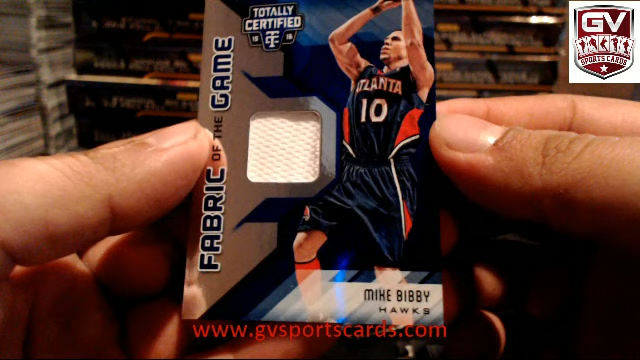 TOTALLY
CERTIFIED
15 16
FABRIC OF THE GAME
ATLANTA
10
MIKE BIBBY
HAWKS
www.gvsportscards.com
GV
SPORTS CARDS